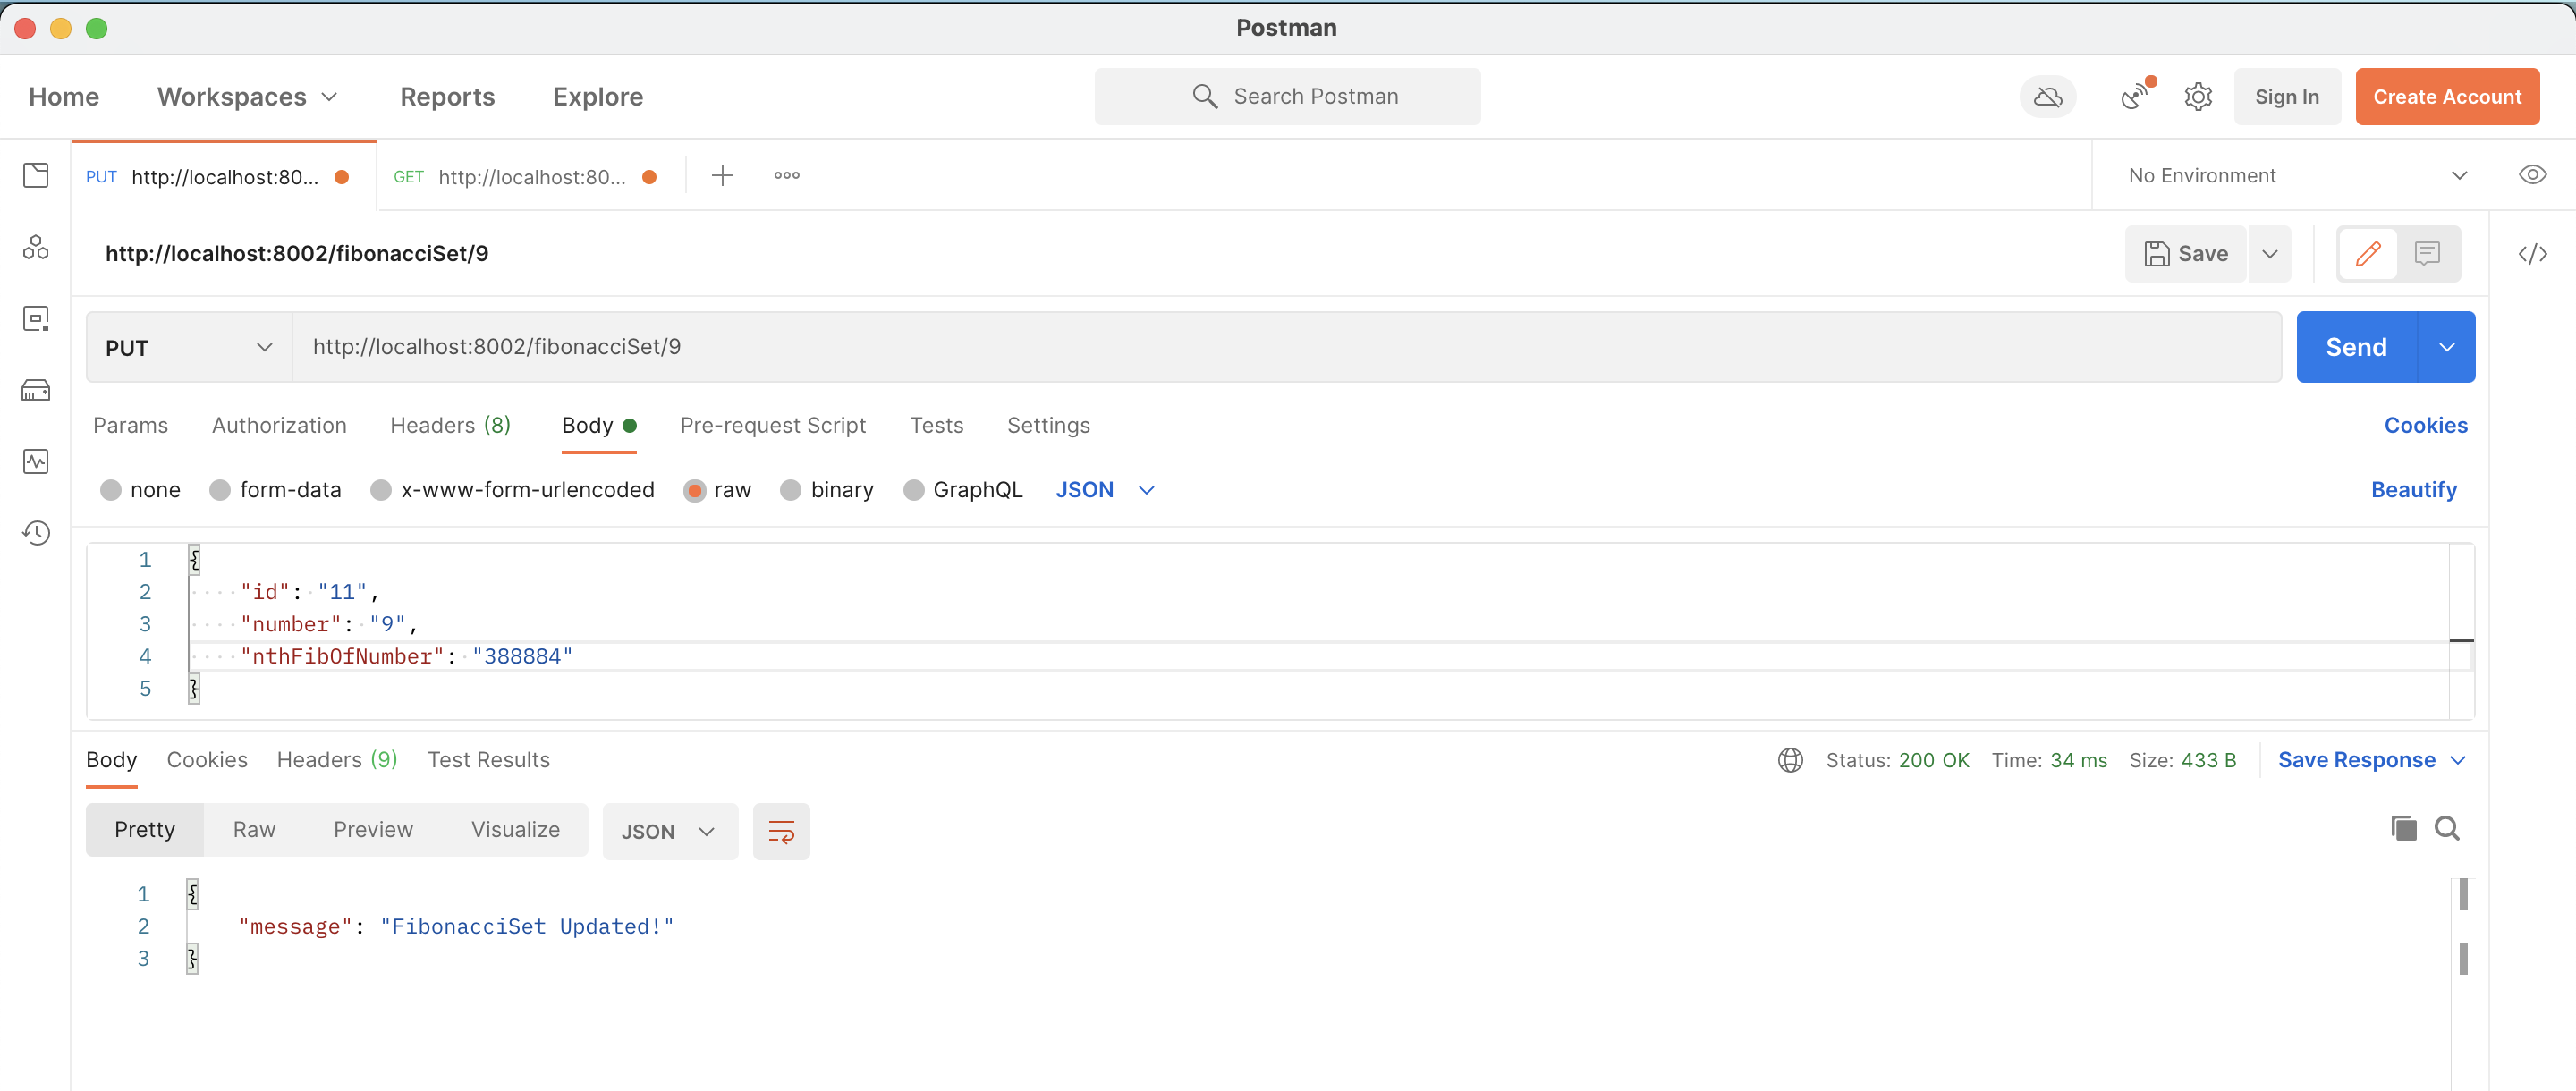 Postman
Home Workspaces Reports Explore Search Postman Sign In Create Account
PUT http://localhost:80... GET http://localhost:80... No Environment
http://localhost:8002/fibonacciSet/9 Save
PUT http://localhost:8002/fibonacciSet/9 Send
Params Authorization Headers (8) Body Pre-request Script Tests Settings Cookies
none form-data x-www-form-urlencoded raw binary GraphQL JSON Beautify
1 {
2 "id": "11",
3 "number": "9",
4 "nthFibOfNumber": "388884"
5 }
Body Cookies Headers (9) Test Results Status: 200 OK Time: 34 ms Size: 433 B Save Response
Pretty Raw Preview Visualize JSON
1 {
2 "message": "FibonacciSet Updated!"
3 }